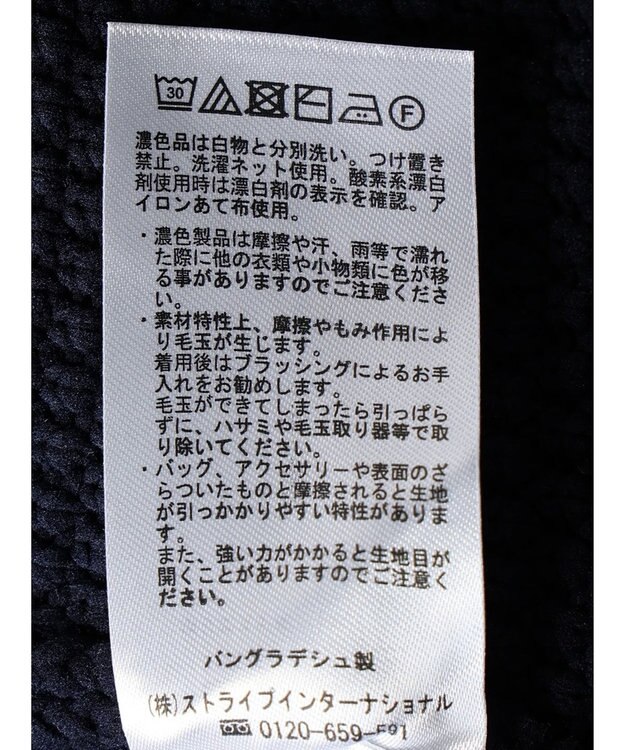 30 F
濃色品は白物と分別洗い。つけ置き
禁止。洗濯ネット使用。酸素系漂白
剤使用時は漂白剤の表示を確認。ア
イロンあて布使用。
・濃色製品は摩擦や汗、雨等で濡れ
た際に他の衣類や小物類に色が移
る事がありますのでご注意くださ
い。
・素材特性上、摩擦やもみ作用によ
り毛玉が生じます。
着用後はブラッシングによるお手
入れをお勧めします。
毛玉ができてしまったら引っぱら
ずに、ハサミや毛玉取り器等で取
り除いてください。
・バッグ、アクセサリーや表面のざ
らついたものと摩擦されると生地
が引っかかりやすい特性がありま
す。
また、強い力がかかると生地目が
開くことがありますのでご注意く
ださい。
バングラデシュ製
(株)ストライプインターナショナル
0120-659-591